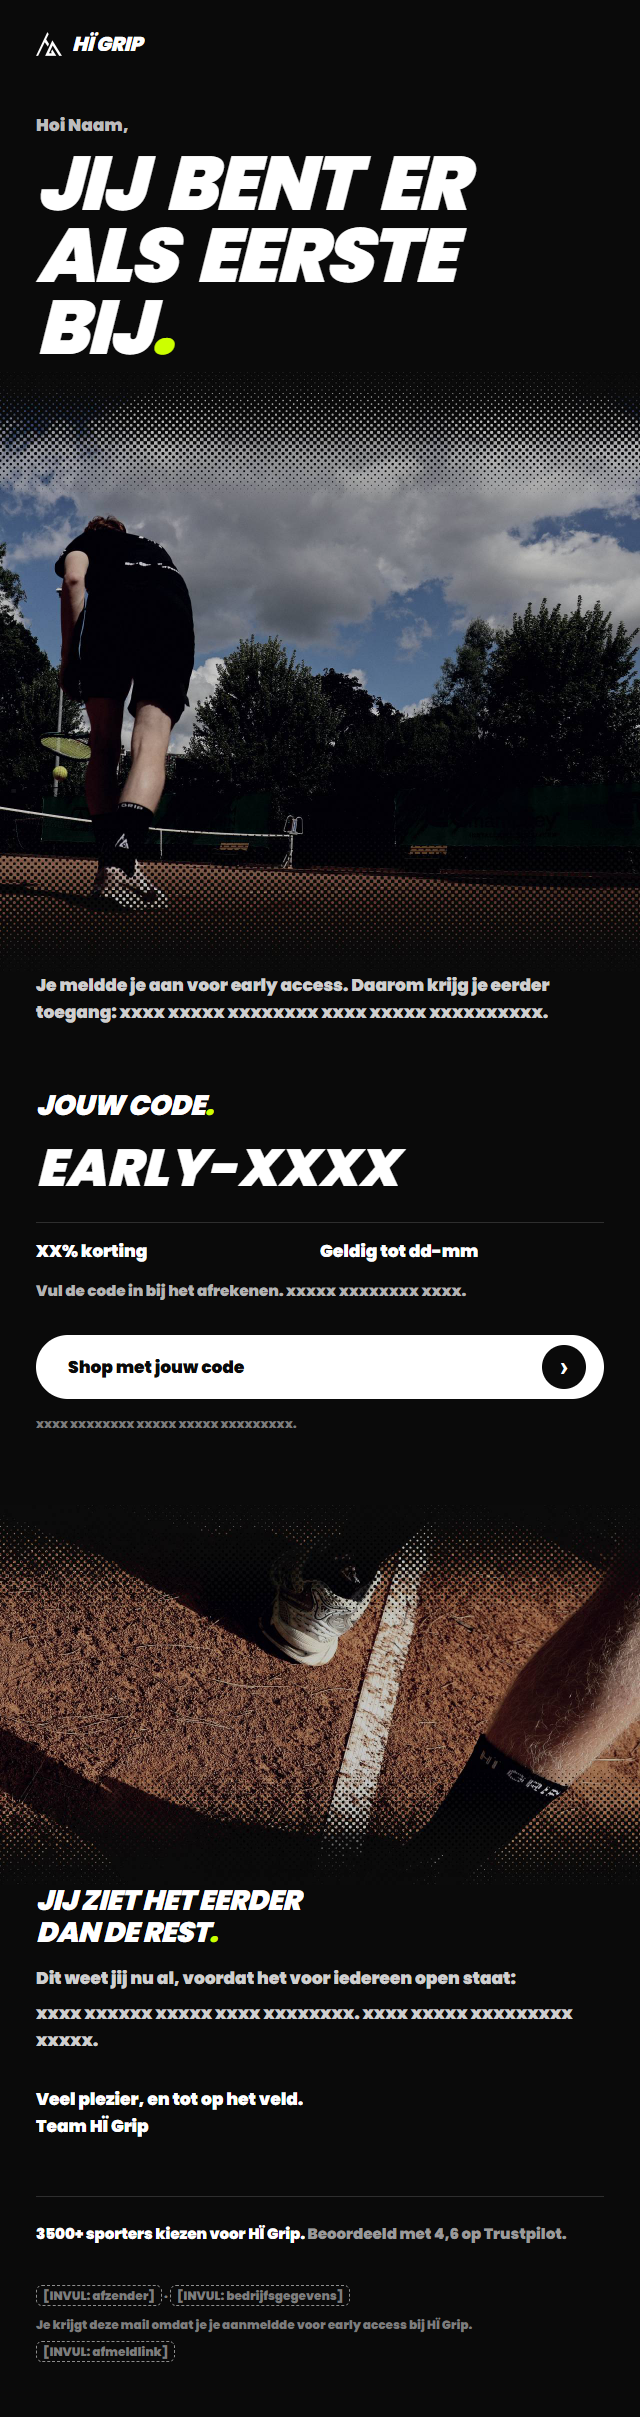 HÏ GRIP
Hoi Naam,
JIJ BENT ER
ALS EERSTE
BIJ.
GRIP
Je meldde je aan voor early access. Daarom krijg je eerder
toegang: xxxx xxxxx xxxxxxxx xxxx xxxxx xxxxxxxxxx.
JOUW CODE.
EARLY-XXXX
XX% korting
Geldig tot dd-mm
Vul de code in bij het afrekenen. xxxxx xxxxxxxx xxxx.
Shop met jouw code
xxxx xxxxxxxx xxxxx xxxxx xxxxxxxxx.
HI GRIP
JIJ ZIET HET EERDER
DAN DE REST.
Dit weet jij nu al, voordat het voor iedereen open staat:
xxxx xxxxxx xxxxx xxxx xxxxxxxx. xxxx xxxxx xxxxxxxxx
xxxxx.
Veel plezier, en tot op het veld.
Team HÏ Grip
3500+ sporters kiezen voor HÏ Grip. Beoordeeld met 4,6 op Trustpilot.
[INVUL: afzender] · [INVUL: bedrijfsgegevens]
Je krijgt deze mail omdat je je aanmeldde voor early access bij HÏ Grip.
[INVUL: afmeldlink]